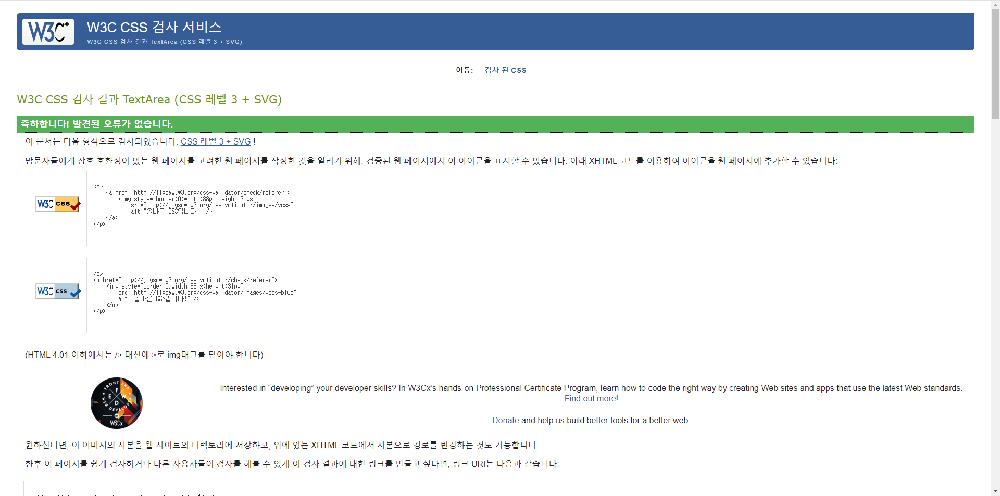 W3C®
W3C CSS 검사 서비스
W3C CSS 검사 결과 TextArea (CSS 레벨 3 + SVG)
이동: 검사 된 CSS
W3C CSS 검사 결과 TextArea (CSS 레벨 3 + SVG)
축하합니다! 발견된 오류가 없습니다.
이 문서는 다음 형식으로 검사되었습니다: CSS 레벨 3 + SVG !
방문자들에게 상호 호환성이 있는 웹 페이지를 고려한 웹 페이지를 작성한 것을 알리기 위해, 검증된 웹 페이지에서 이 아이콘을 표시할 수 있습니다. 아래 XHTML 코드를 이용하여 아이콘을 웹 페이지에 추가할 수 있습니다:
W3C CSS
<p>
<a href="http://jigsaw.w3.org/css-validator/check/referer">
<img style="border:0;width:88px;height:31px"
src="http://jigsaw.w3.org/css-validator/images/vcss"
alt="올바른 CSS입니다!" />
</a>
</p>
W3C CSS
<p>
<a href="http://jigsaw.w3.org/css-validator/check/referer">
<img style="border:0;width:88px;height:31px"
src="http://jigsaw.w3.org/css-validator/images/vcss-blue"
alt="올바른 CSS입니다!" />
</a>
</p>
(HTML 4.01 이하에서는 /> 대신에 >로 img태그를 닫아야 합니다)
FRONT END
F E W D
WEB DEVELOPER
BY
W3Cx
Interested in “developing” your developer skills? In W3Cx’s hands-on Professional Certificate Program, learn how to code the right way by creating Web sites and apps that use the latest Web standards.
Find out more!
Donate and help us build better tools for a better web.
원하신다면, 이 이미지의 사본을 웹 사이트의 디렉토리에 저장하고, 위에 있는 XHTML 코드에서 사본으로 경로를 변경하는 것도 가능합니다.
향후 이 페이지를 쉽게 검사하거나 다른 사용자들이 검사를 해볼 수 있게 이 검사 결과에 대한 링크를 만들고 싶다면, 링크 URI는 다음과 같습니다: